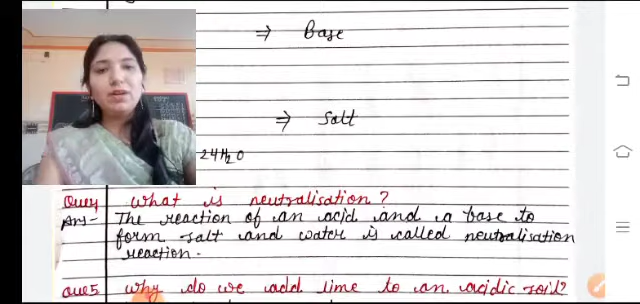 ⇒ Base
⇒ Salt
24H2O
Que4 What is neutralisation?
Ans- The reaction of an acid and a base to
form salt and water is called neutralisation
reaction.
Que5 Why do we add lime to an acidic soil?